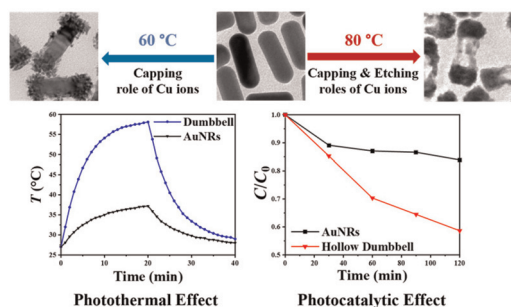 60 °C
80 °C
Capping
role of Cu ions
Capping & Etching
roles of Cu ions
T (°C)
60
55
50
45
40
35
30
25
Dumbbell
AuNRs
0 10 20 30 40
Time (min)
Photothermal Effect
C/C0
1.0
0.9
0.8
0.7
0.6
0.5
AuNRs
Hollow Dumbbell
0 20 40 60 80 100 120
Time (min)
Photocatalytic Effect